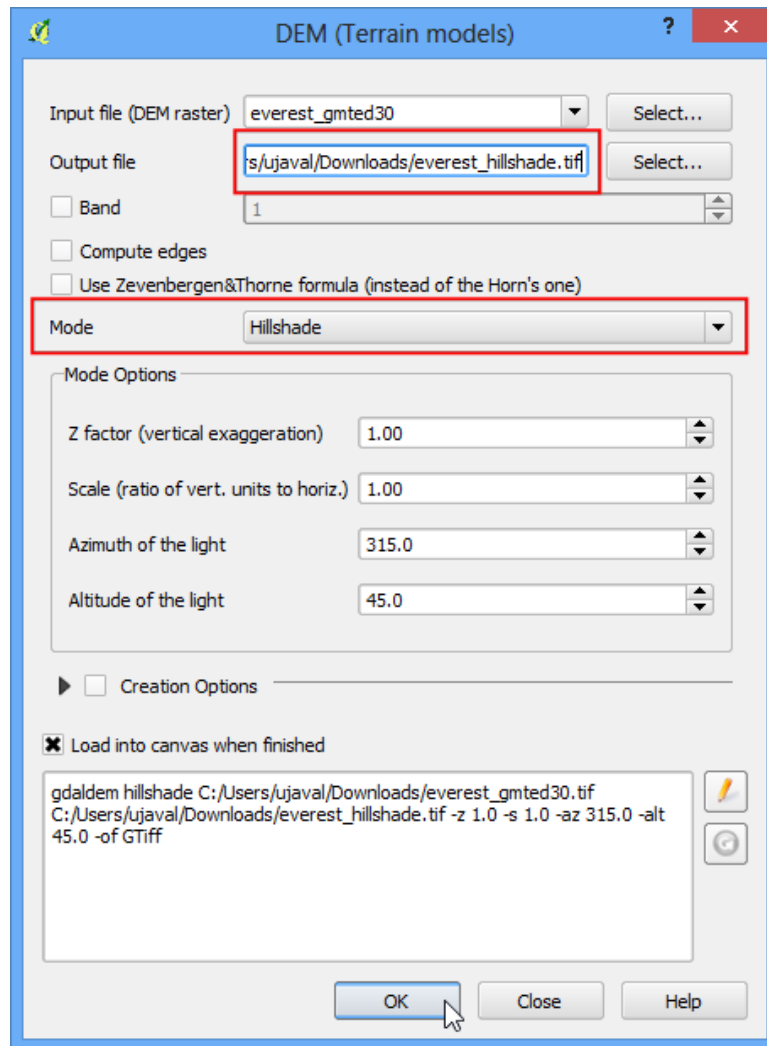 DEM (Terrain models)
?
Input file (DEM raster) everest_gmted30 Select...
Output file s/ujaval/Downloads/everest_hillshade.tif Select...
Band 1
Compute edges
Use Zevenbergen&Thorne formula (instead of the Horn's one)
Mode Hillshade
Mode Options
Z factor (vertical exaggeration) 1.00
Scale (ratio of vert. units to horiz.) 1.00
Azimuth of the light 315.0
Altitude of the light 45.0
Creation Options
Load into canvas when finished
gdaldem hillshade C:/Users/ujaval/Downloads/everest_gmted30.tif
C:/Users/ujaval/Downloads/everest_hillshade.tif -z 1.0 -s 1.0 -az 315.0 -alt
45.0 -of GTiff
OK Close Help